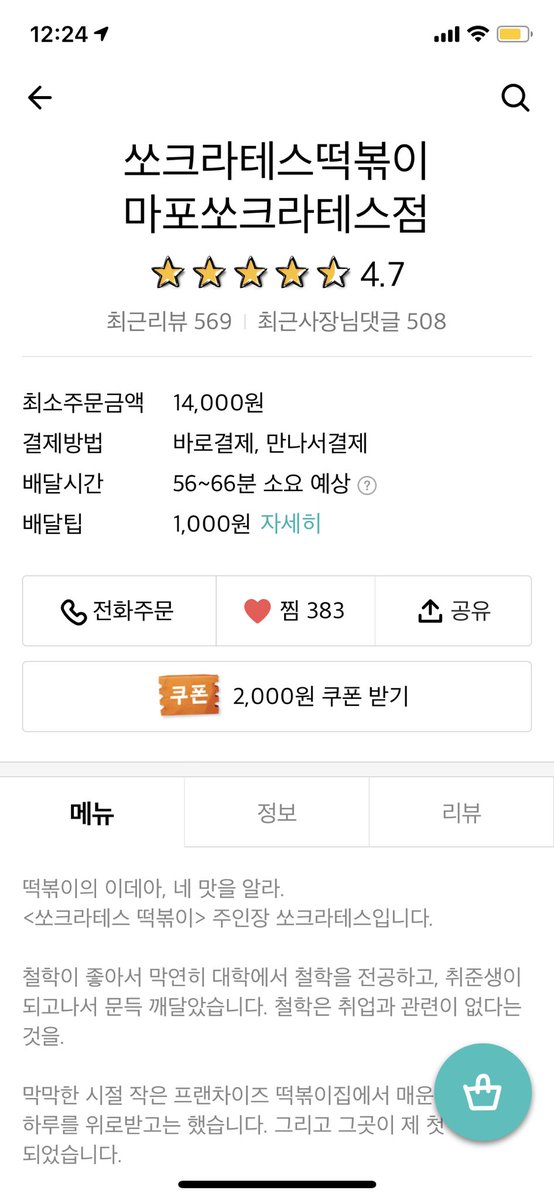 12:24
쏘크라테스떡볶이
마포쏘크라테스점
4.7
최근리뷰 569 최근사장님댓글 508
최소주문금액 14,000원
결제방법 바로결제, 만나서결제
배달시간 56~66분 소요 예상 ?
배달팁 1,000원 자세히
전화주문 찜 383 공유
쿠폰 2,000원 쿠폰 받기
메뉴 정보 리뷰
떡볶이의 이데아, 네 맛을 알라.
<쏘크라테스 떡볶이> 주인장 쏘크라테스입니다.
철학이 좋아서 막연히 대학에서 철학을 전공하고, 취준생이
되고나서 문득 깨달았습니다. 철학은 취업과 관련이 없다는
것을.
막막한 시절 작은 프랜차이즈 떡볶이집에서 매운
하루를 위로받고는 했습니다. 그리고 그곳이 제 첫
되었습니다.